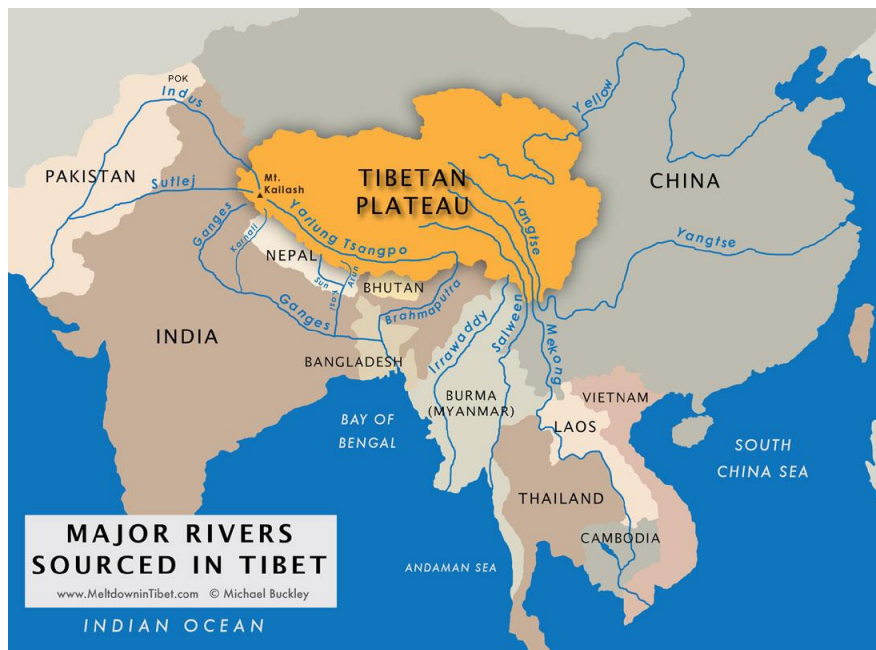 POK
Indus
PAKISTAN
Sutlej
Mt.
Kailash
TIBETAN
PLATEAU
Yellow
CHINA
Yangtse
Yangtse
Ganges
Karnali
Yarlung Tsangpo
NEPAL
Sun
Kosi
Arun
BHUTAN
Brahmaputra
Ganges
INDIA
BANGLADESH
Irrawaddy
Salween
Mekong
BURMA
(MYANMAR)
VIETNAM
LAOS
BAY OF
BENGAL
SOUTH
CHINA SEA
THAILAND
CAMBODIA
ANDAMAN SEA
MAJOR RIVERS
SOURCED IN TIBET
www.MeltdowninTibet.com © Michael Buckley
INDIAN OCEAN